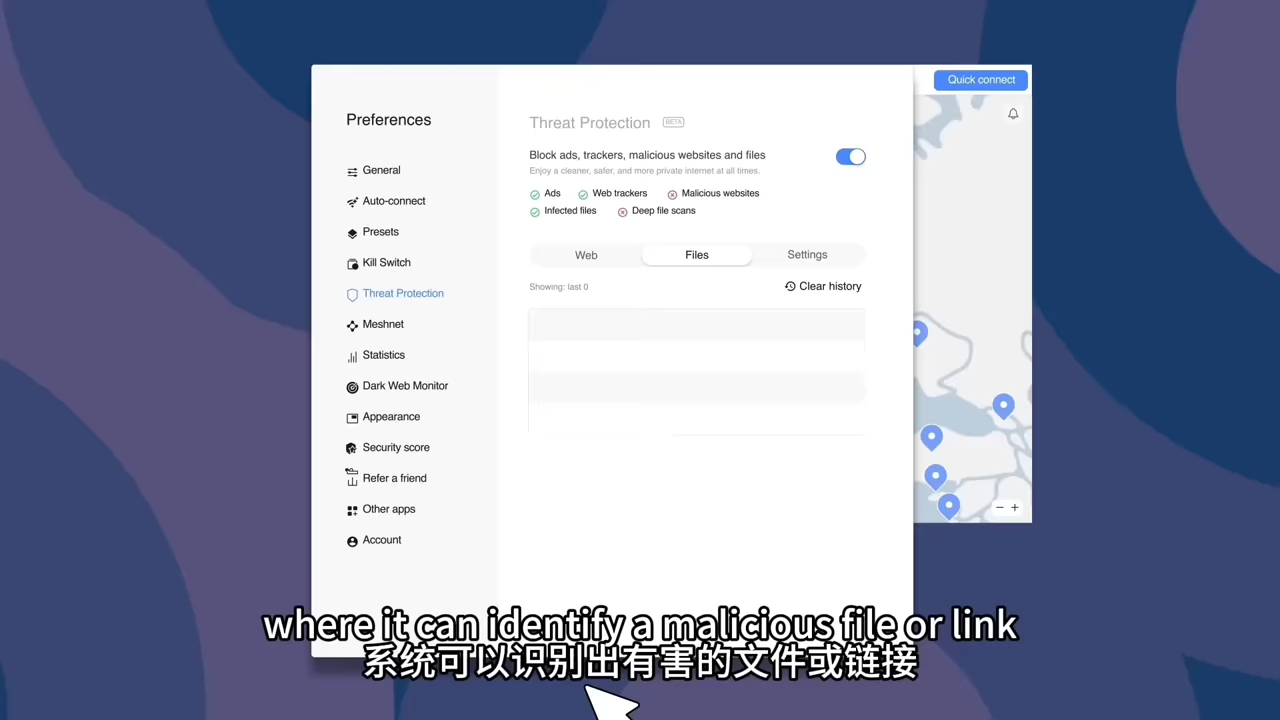 Quick connect
Preferences
General
Auto-connect
Presets
Kill Switch
Threat Protection
Meshnet
Statistics
Dark Web Monitor
Appearance
Security score
Refer a friend
Other apps
Account
Threat Protection BETA
Block ads, trackers, malicious websites and files
Enjoy a cleaner, safer, and more private internet at all times.
Ads Web trackers Malicious websites
Infected files Deep file scans
Web Files Settings
Showing: last 0 Clear history
where it can identify a malicious file or link
系统可以识别出有害的文件或链接